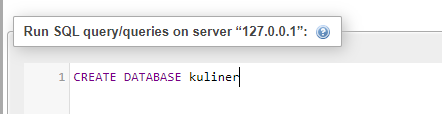 Run SQL query/queries on server “127.0.0.1”:
1 CREATE DATABASE kuliner